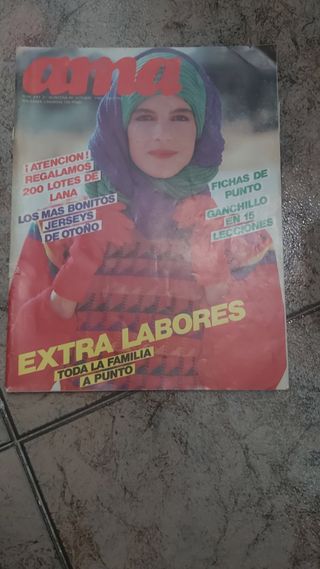 ama
¡ATENCION!
REGALAMOS
200 LOTES DE
LANA
LOS MAS BONITOS
JERSEYS
DE OTOÑO
FICHAS DE
PUNTO
GANCHILLO
EN 15
LECCIONES
EXTRA LABORES
TODA LA FAMILIA
A PUNTO